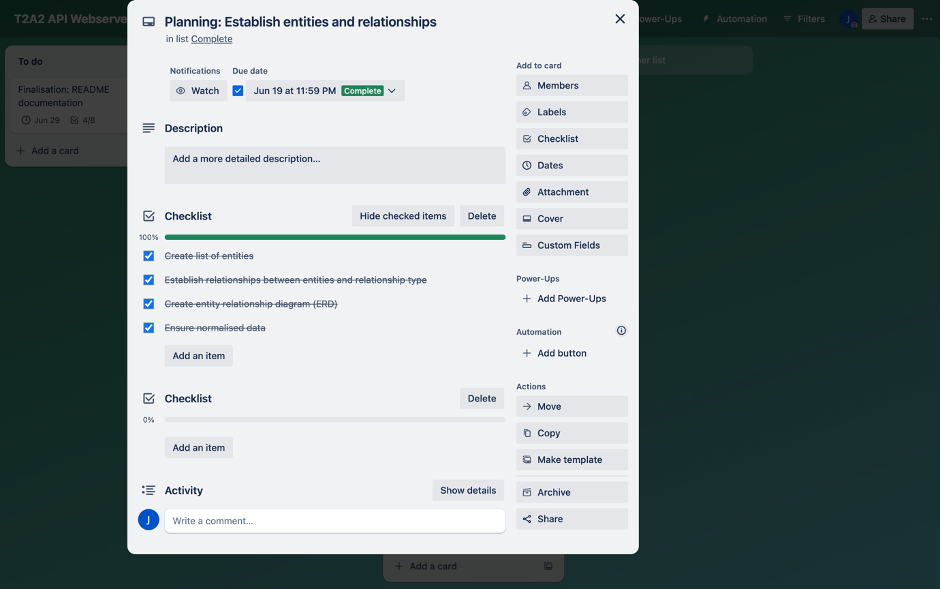 T2A2 API Webserve
Power-Ups
Automation
Filters
J
Share
To do
Finalisation: README
documentation
Jun 29
4/8
Add a card
her list
Planning: Establish entities and relationships
in list Complete
Notifications
Due date
Watch
Jun 19 at 11:59 PM
Complete
Description
Add a more detailed description...
Checklist
Hide checked items
Delete
100%
Create list of entities
Establish relationships between entities and relationship type
Create entity relationship diagram (ERD)
Ensure normalised data
Add an item
Checklist
Delete
0%
Add an item
Activity
Show details
J
Write a comment...
Add to card
Members
Labels
Checklist
Dates
Attachment
Cover
Custom Fields
Power-Ups
Add Power-Ups
Automation
Add button
Actions
Move
Copy
Make template
Archive
Share
Add a card